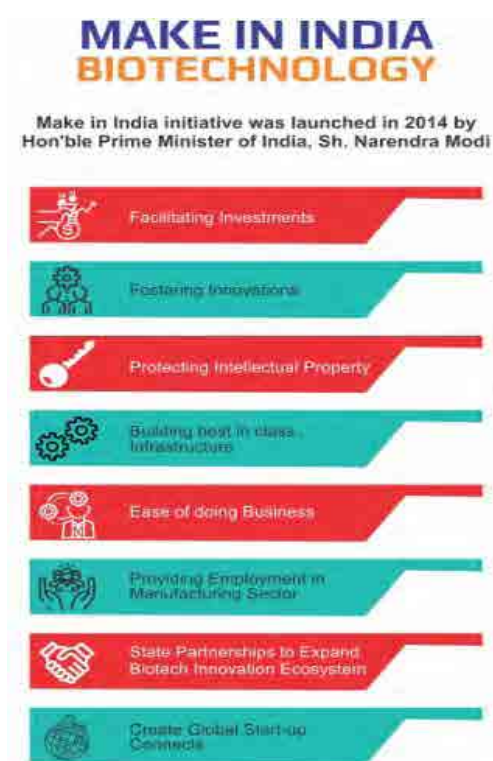 MAKE IN INDIA
BIOTECHNOLOGY
Make in India initiative was launched in 2014 by
Hon'ble Prime Minister of India, Sh. Narendra Modi
Facilitating Investments
Fostering Innovations
Protecting Intellectual Property
Building best in class
Infrastructure
Ease of doing Business
Providing Employment in
Manufacturing Sector
State Partnerships to Expand
Biotech Innovation Ecosystem
Create Global Start-up
Connects